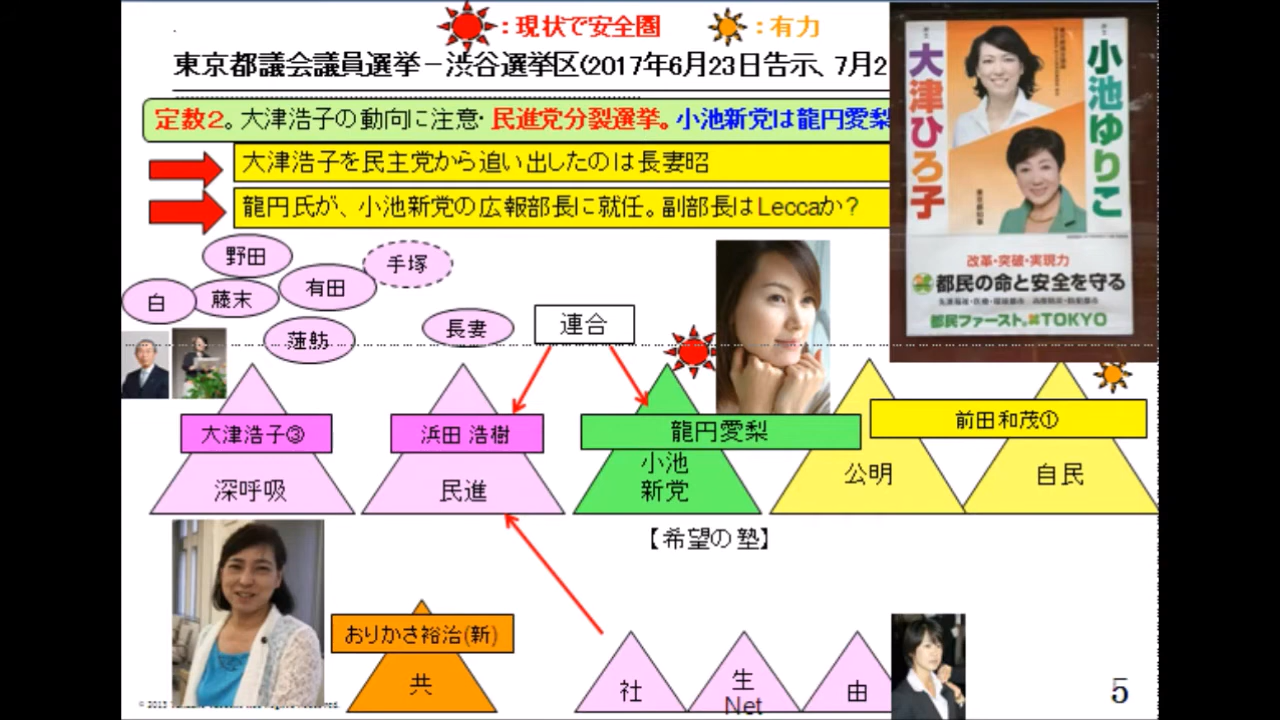 ：現状で安全圏
：有力
東京都議会議員選挙－渋谷選挙区（2017年6月23日告示、7月2
定数２。大津浩子の動向に注意・民進党分裂選挙。小池新党は龍円愛梨
大津浩子を民主党から追い出したのは長妻昭
龍円氏が、小池新党の広報部長に就任。副部長はLeccaか？
大津ひろ子
小池ゆりこ
東京都知事
改革・突破・実現力
都民の命と安全を守る
都民ファースト。TOKYO
野田
手塚
白
藤末
有田
蓮舫
長妻
連合
大津浩子③
浜田 浩樹
龍円愛梨
前田和茂①
深呼吸
民進
小池
新党
公明
自民
【希望の塾】
おりかさ裕治(新)
共
社
生
Net
由
5